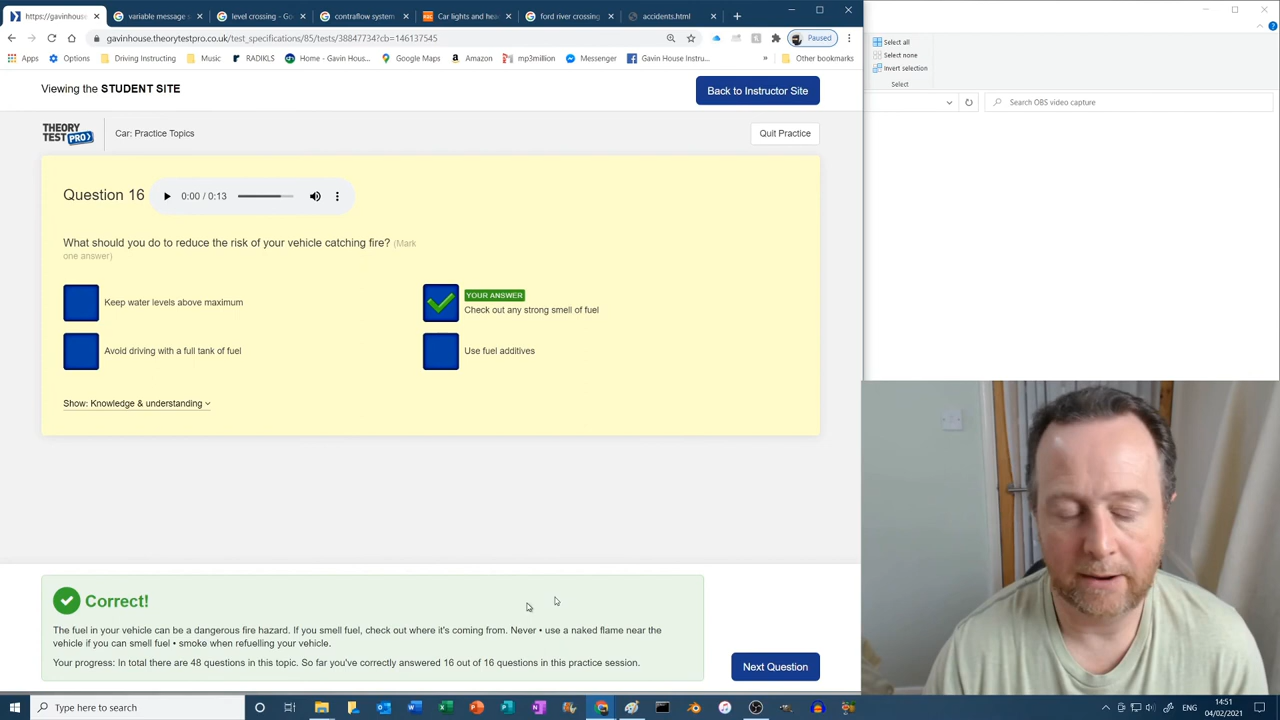 https://gavinhouse. × variable message s × level crossing - Go × contraflow system × Car lights and hea × ford river crossing × accidents.html × +
gavinhouse.theorytestpro.co.uk/test_specifications/85/tests/38847734?cb=146137545
Paused
Apps Options Driving Instructing Music RADIKLS Home - Gavin Hous... Google Maps Amazon mp3million Messenger Gavin House Instru... » Other bookmarks
Select all
Select none
Invert selection
Select
Search OBS video capture
Viewing the STUDENT SITE
Back to Instructor Site
THEORY
TEST PRO
Car: Practice Topics
Quit Practice
Question 16
0:00 / 0:13
What should you do to reduce the risk of your vehicle catching fire? (Mark
one answer)
Keep water levels above maximum
YOUR ANSWER
Check out any strong smell of fuel
Avoid driving with a full tank of fuel
Use fuel additives
Show: Knowledge & understanding
Correct!
The fuel in your vehicle can be a dangerous fire hazard. If you smell fuel, check out where it's coming from. Never • use a naked flame near the
vehicle if you can smell fuel • smoke when refuelling your vehicle.
Your progress: In total there are 48 questions in this topic. So far you've correctly answered 16 out of 16 questions in this practice session.
Next Question
Type here to search
ENG
14:51
04/02/2021